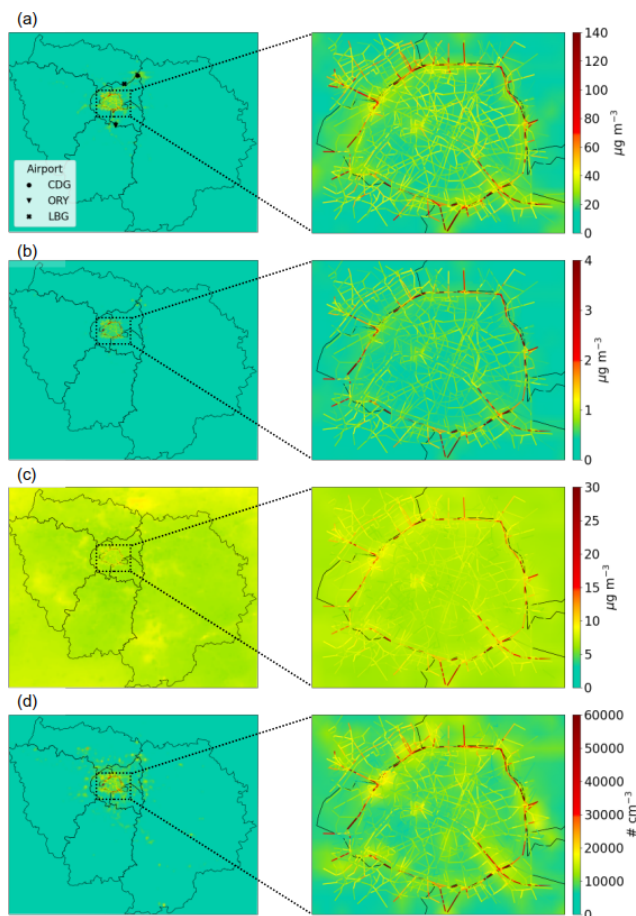 (a)
Airport
CDG
ORY
LBG
140
120
100
80
60
40
20
0
µg m⁻³
(b)
4
3
2
1
0
µg m⁻³
(c)
30
25
20
15
10
5
0
µg m⁻³
(d)
60000
50000
40000
30000
20000
10000
0
# cm⁻³